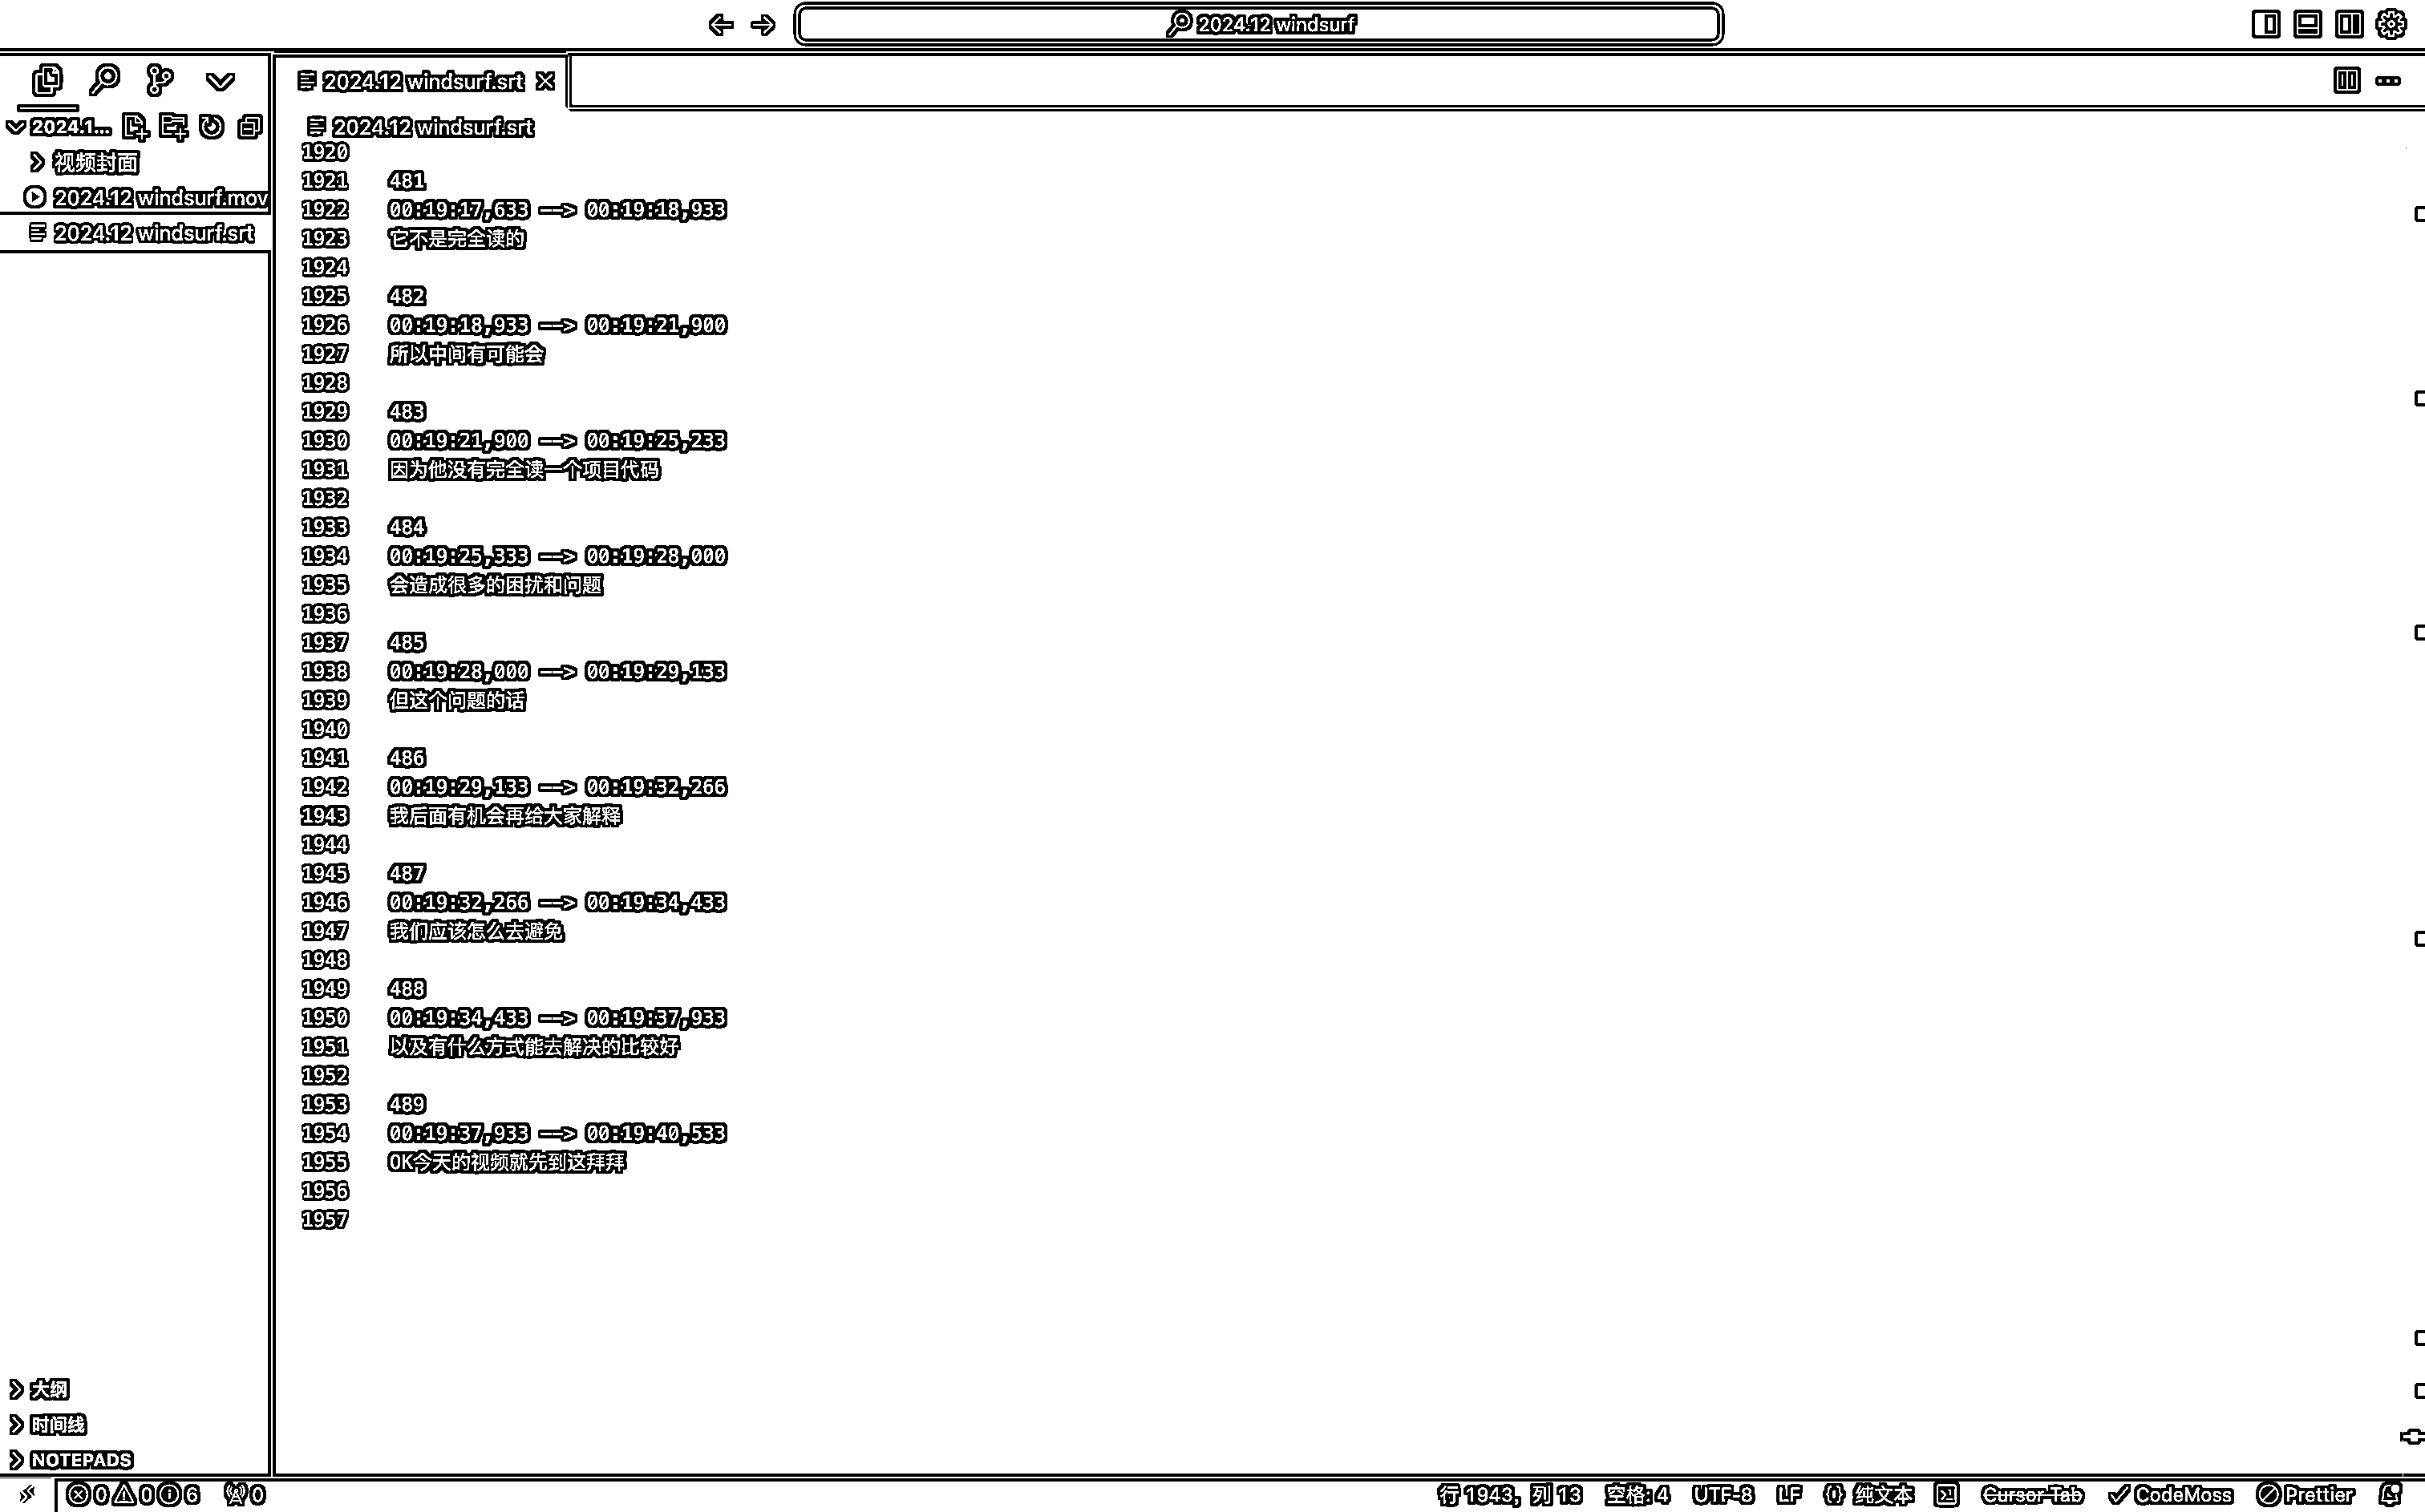 2024.12 windsurf
2024.12 windsurf.srt
2024.1...
视频封面
2024.12 windsurf.mov
2024.12 windsurf.srt
大纲
时间线
NOTEPADS
2024.12 windsurf.srt
1920
1921 481
1922 00:19:17,633 --> 00:19:18,933
1923 它不是完全读的
1924
1925 482
1926 00:19:18,933 --> 00:19:21,900
1927 所以中间有可能会
1928
1929 483
1930 00:19:21,900 --> 00:19:25,233
1931 因为他没有完全读一个项目代码
1932
1933 484
1934 00:19:25,333 --> 00:19:28,000
1935 会造成很多的困扰和问题
1936
1937 485
1938 00:19:28,000 --> 00:19:29,133
1939 但这个问题的话
1940
1941 486
1942 00:19:29,133 --> 00:19:32,266
1943 我后面有机会再给大家解释
1944
1945 487
1946 00:19:32,266 --> 00:19:34,433
1947 我们应该怎么去避免
1948
1949 488
1950 00:19:34,433 --> 00:19:37,933
1951 以及有什么方式能去解决的比较好
1952
1953 489
1954 00:19:37,933 --> 00:19:40,533
1955 OK今天的视频就先到这拜拜
1956
1957
0 0 6 0 行 1943, 列 13 空格: 4 UTF-8 LF {} 纯文本 Cursor Tab CodeMoss Prettier